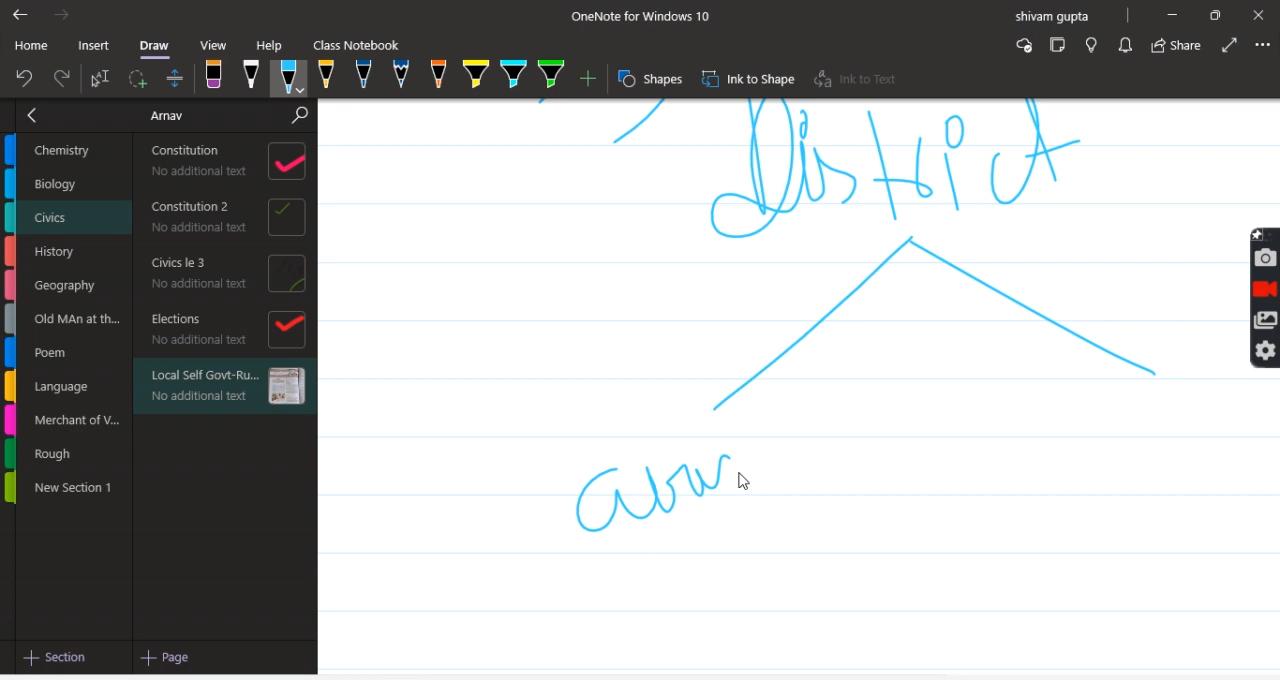 OneNote for Windows 10
shivam gupta
Home Insert Draw View Help Class Notebook
Share
Shapes Ink to Shape Ink to Text
Arnav
Chemistry
Biology
Civics
History
Geography
Old MAn at th...
Poem
Language
Merchant of V...
Rough
New Section 1
Constitution
No additional text
Constitution 2
No additional text
Civics le 3
No additional text
Elections
No additional text
Local Self Govt-Ru...
No additional text
Section
Page
District